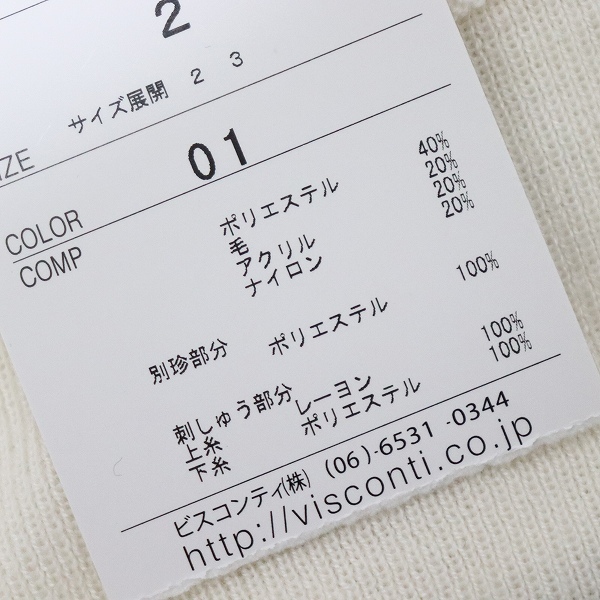 2
サイズ展開 2 3
IZE
01
COLOR
COMP
ポリエステル 40%
毛 20%
アクリル 20%
ナイロン 20%
別珍部分 ポリエステル 100%
刺しゅう部分
上糸 レーヨン 100%
下糸 ポリエステル 100%
ビスコンティ(株) (06)-6531-0344
http://visconti.co.jp